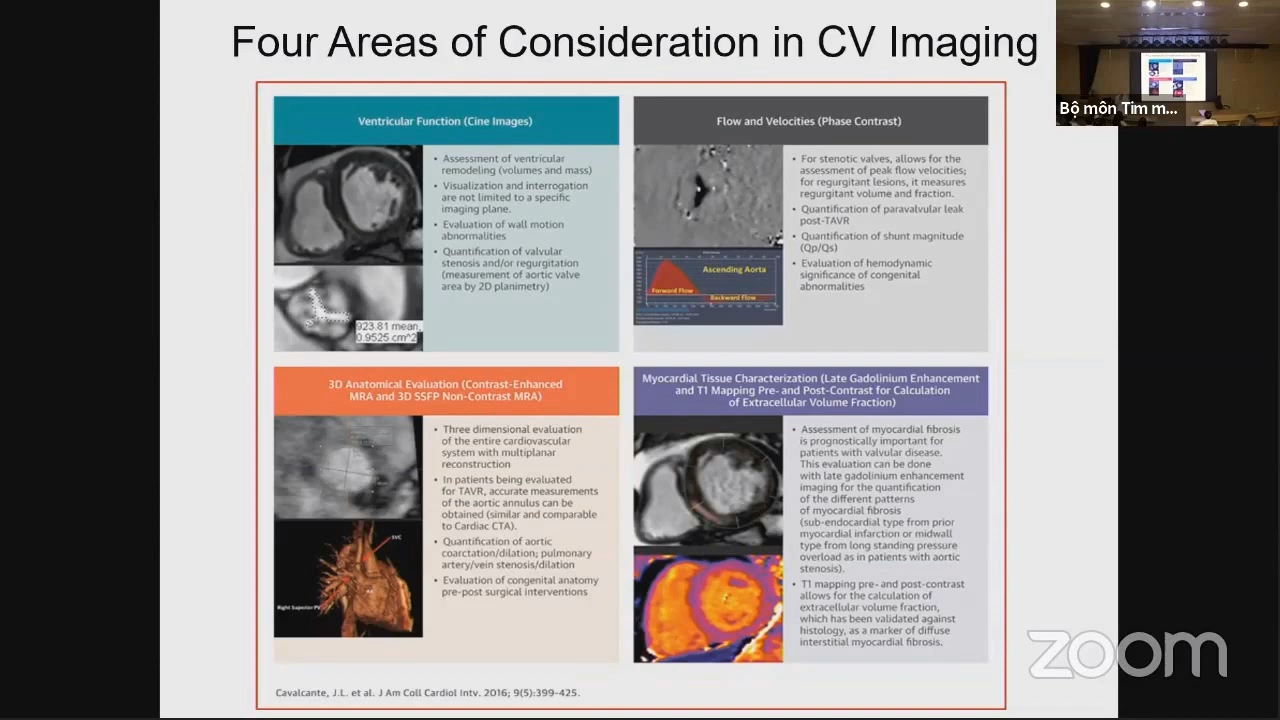 Four Areas of Consideration in CV Imaging
Bộ môn Tim m...
Ventricular Function (Cine Images)
• Assessment of ventricular
remodeling (volumes and mass)
• Visualization and interrogation
are not limited to a specific
imaging plane.
• Evaluation of wall motion
abnormalities
• Quantification of valvular
stenosis and/or regurgitation
(measurement of aortic valve
area by 2D planimetry)
923.81 mean,
0.9525 cm^2
Flow and Velocities (Phase Contrast)
• For stenotic valves, allows for the
assessment of peak flow velocities;
for regurgitant lesions, it measures
regurgitant volume and fraction.
• Quantification of paravalvular leak
post-TAVR
• Quantification of shunt magnitude
(Qp/Qs)
• Evaluation of hemodynamic
significance of congenital
abnormalities
Ascending Aorta
Forward Flow
Backward Flow
3D Anatomical Evaluation (Contrast-Enhanced
MRA and 3D SSFP Non-Contrast MRA)
• Three dimensional evaluation
of the entire cardiovascular
system with multiplanar
reconstruction
• In patients being evaluated
for TAVR, accurate measurements
of the aortic annulus can be
obtained (similar and comparable
to Cardiac CTA).
• Quantification of aortic
coarctation/dilation; pulmonary
artery/vein stenosis/dilation
• Evaluation of congenital anatomy
pre-post surgical interventions
SVC
Right Superior PV
Myocardial Tissue Characterization (Late Gadolinium Enhancement
and T1 Mapping Pre- and Post-Contrast for Calculation
of Extracellular Volume Fraction)
• Assessment of myocardial fibrosis
is prognostically important for
patients with valvular disease.
This evaluation can be done
with late gadolinium enhancement
imaging for the quantification
of the different patterns
of myocardial fibrosis
(sub-endocardial type from prior
myocardial infarction or midwall
type from long standing pressure
overload as in patients with aortic
stenosis).
• T1 mapping pre- and post-contrast
allows for the calculation of
extracellular volume fraction,
which has been validated against
histology, as a marker of diffuse
interstitial myocardial fibrosis.
Cavalcante, J.L. et al. J Am Coll Cardiol Intv. 2016; 9(5):399-425.
zoom